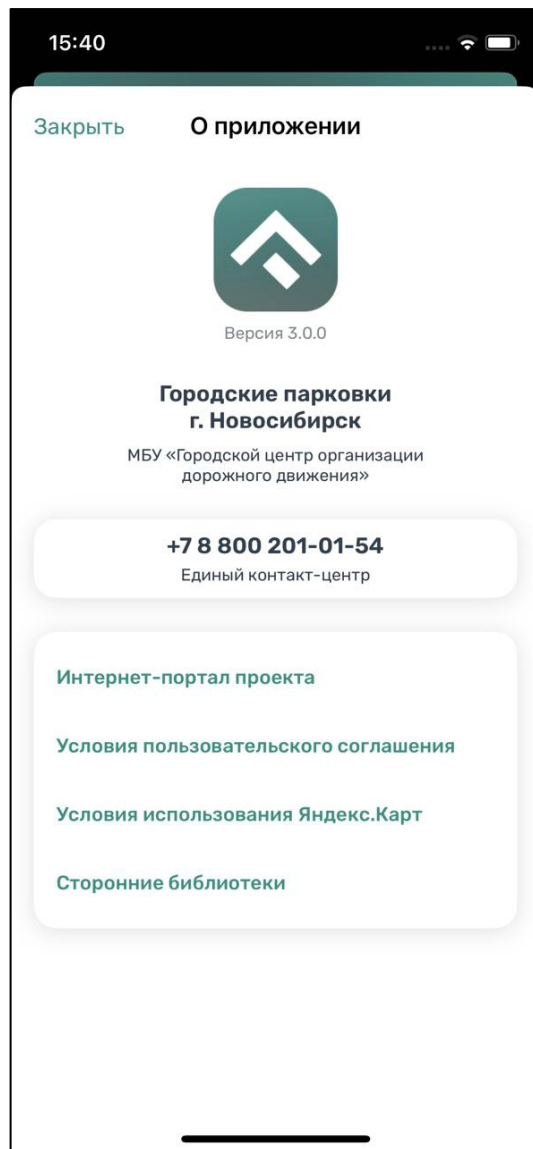 15:40
Закрыть О приложении
Версия 3.0.0
Городские парковки
г. Новосибирск
МБУ «Городской центр организации
дорожного движения»
+7 8 800 201-01-54
Единый контакт-центр
Интернет-портал проекта
Условия пользовательского соглашения
Условия использования Яндекс.Карт
Сторонние библиотеки